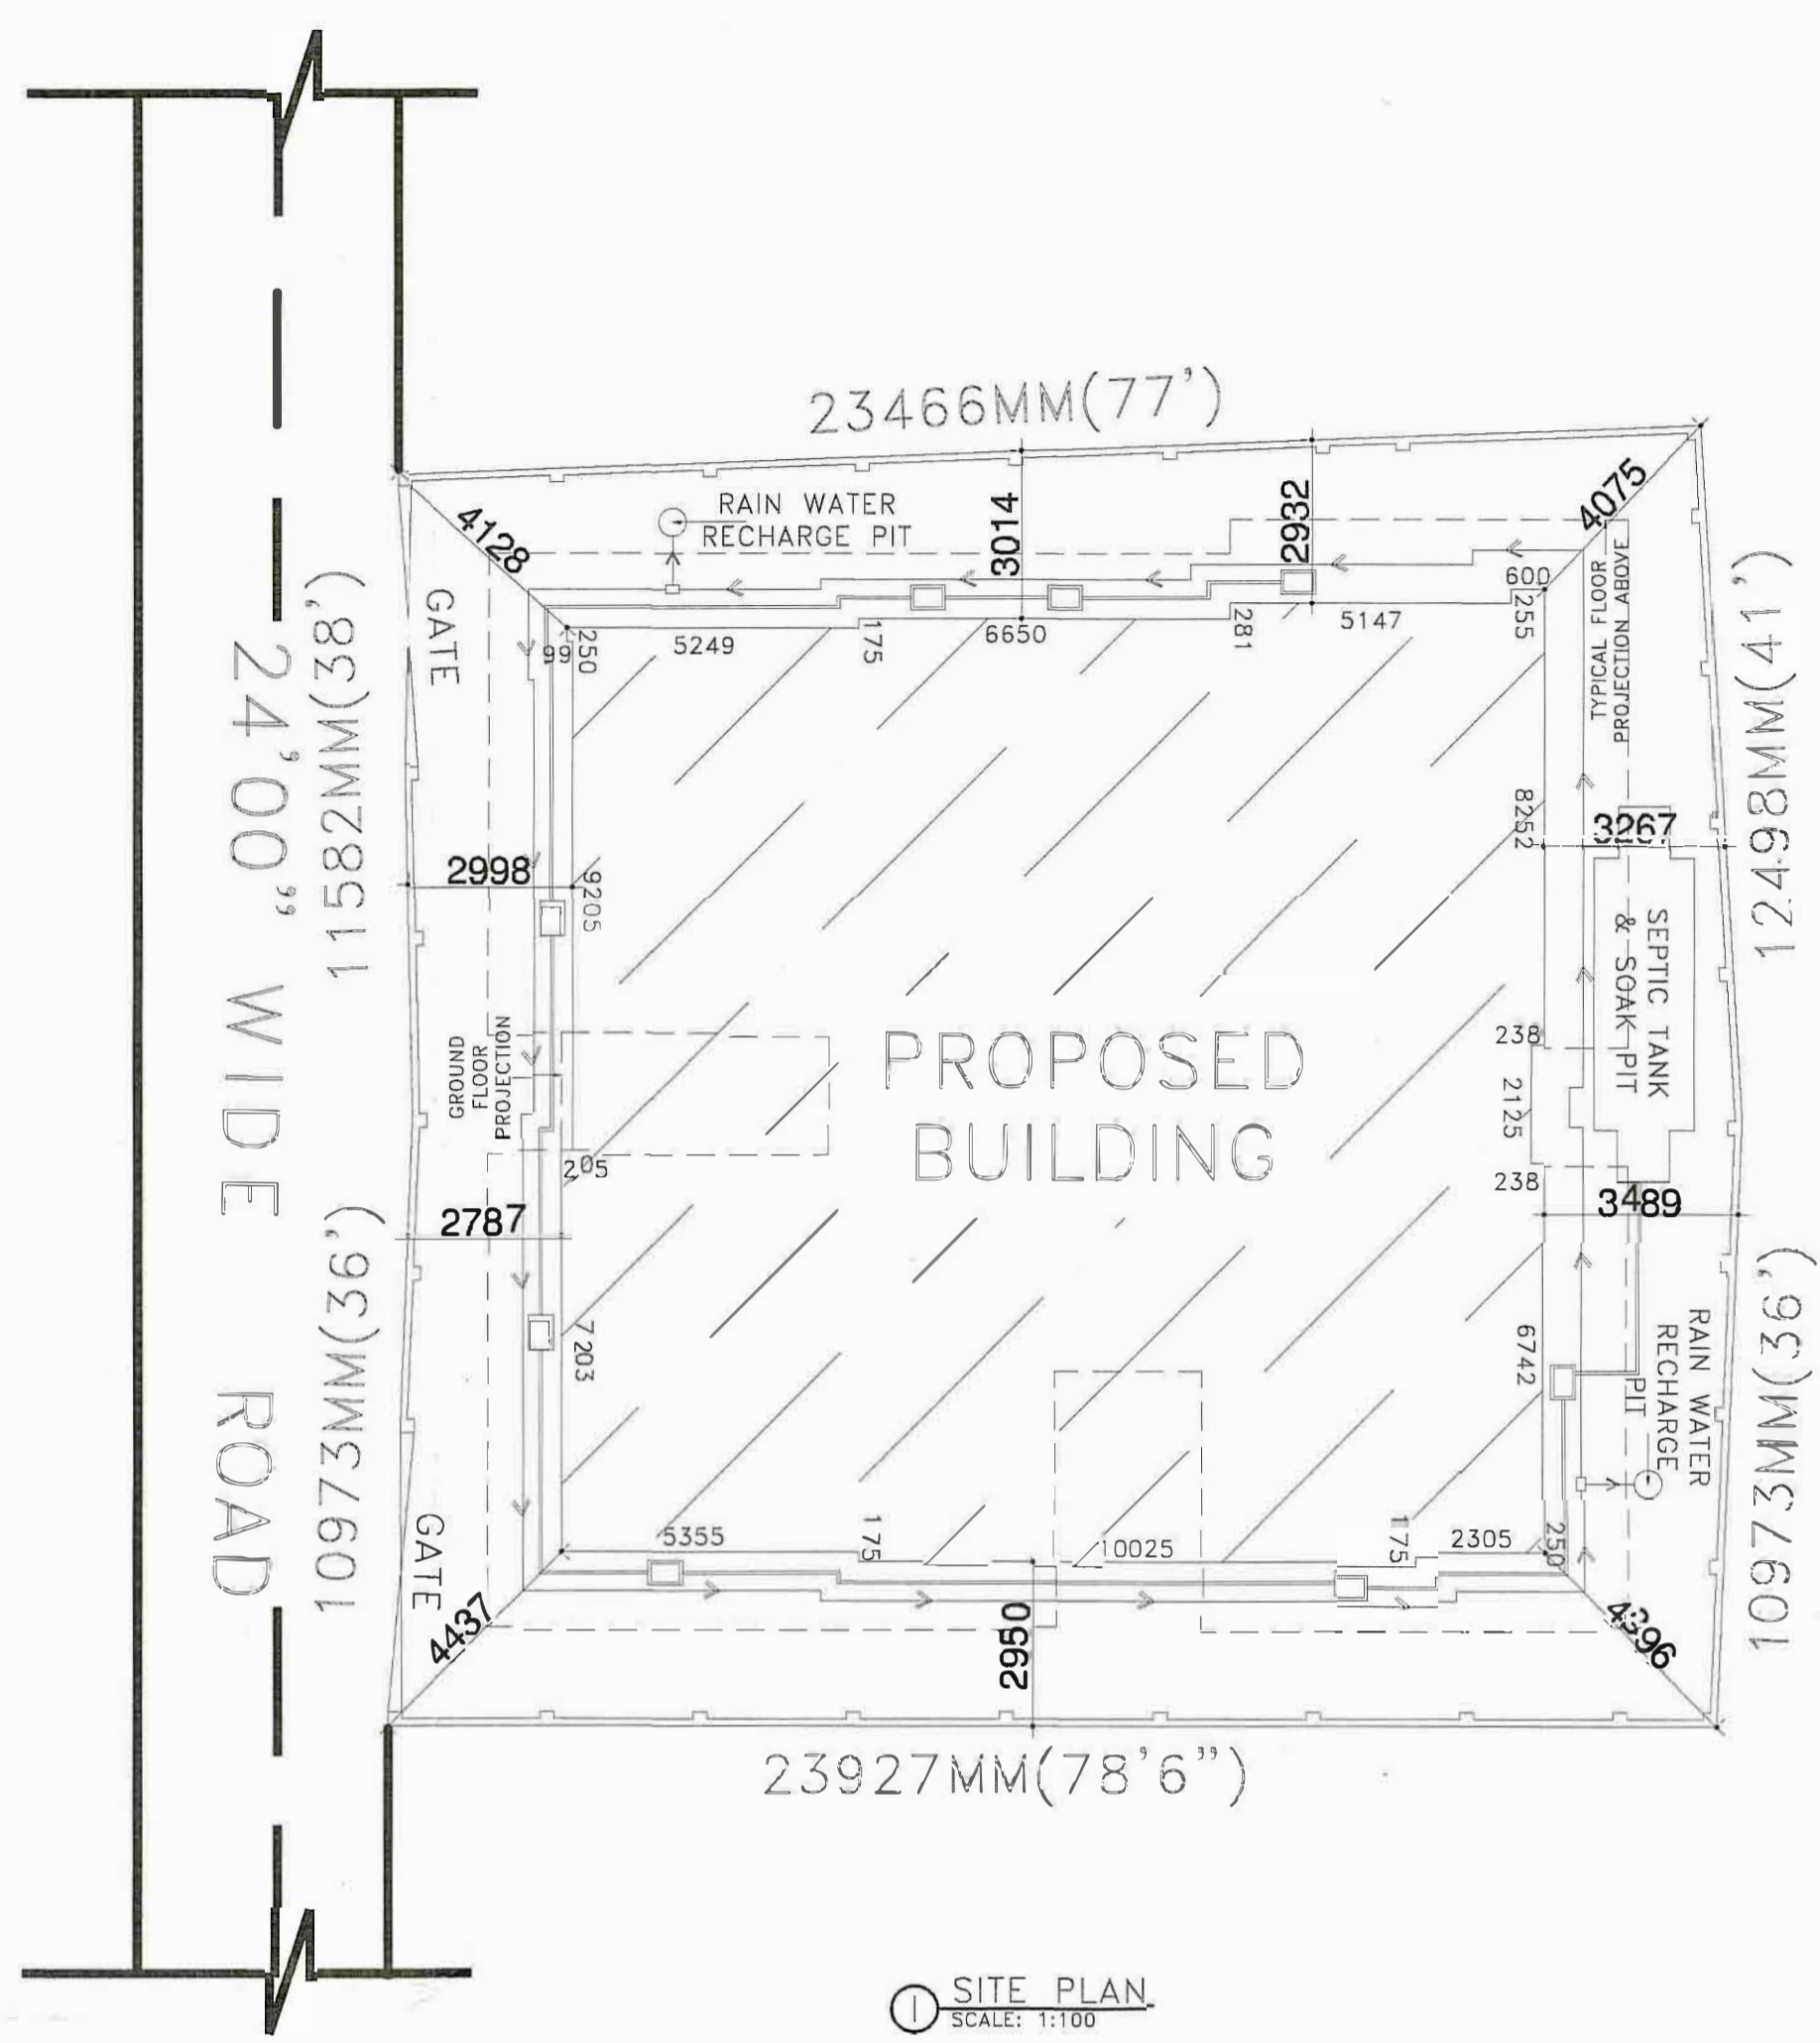 23466MM(77')
RAIN WATER
RECHARGE PIT
4128
3014
2932
4075
TYPICAL FLOOR
PROJECTION ABOVE
GATE
99
250
5249
175
6650
281
5147
600
255
24'00" WIDE ROAD
11582MM(38')
12498MM(41')
2998
9205
8252
3267
SEPTIC TANK
& SOAK PIT
GROUND
FLOOR
PROJECTION
PROPOSED
BUILDING
238
2125
238
205
2787
3489
10973MM(36')
10973MM(36')
7203
6742
RAIN WATER
RECHARGE
PIT
GATE
5355
175
10025
175
2305
250
4437
2950
4396
23927MM(78'6")
1 SITE PLAN
SCALE: 1:100